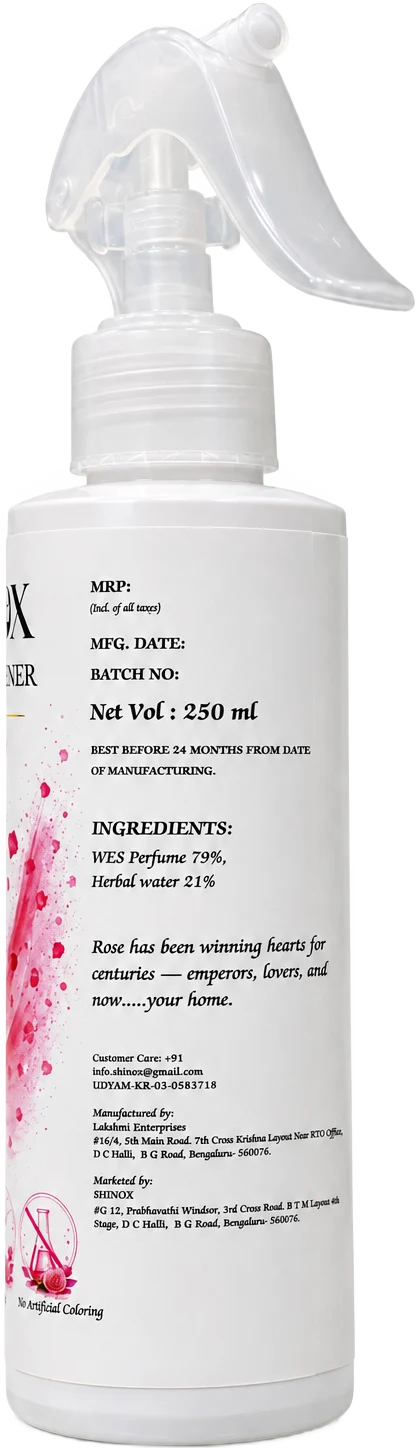 OX
ENER
MRP:
(Incl. of all taxes)
MFG. DATE:
BATCH NO:
Net Vol : 250 ml
BEST BEFORE 24 MONTHS FROM DATE
OF MANUFACTURING.
INGREDIENTS:
WES Perfume 79%,
Herbal water 21%
Rose has been winning hearts for
centuries — emperors, lovers, and
now.....your home.
Customer Care: +91
info.shinox@gmail.com
UDYAM-KR-03-0583718
Manufactured by:
Lakshmi Enterprises
#16/4, 5th Main Road. 7th Cross Krishna Layout Near RTO Office,
D C Halli, B G Road, Bengaluru- 560076.
Marketed by:
SHINOX
#G 12, Prabhavathi Windsor, 3rd Cross Road. B T M Layout 4th
Stage, D C Halli, B G Road, Bengaluru- 560076.
No Artificial Coloring